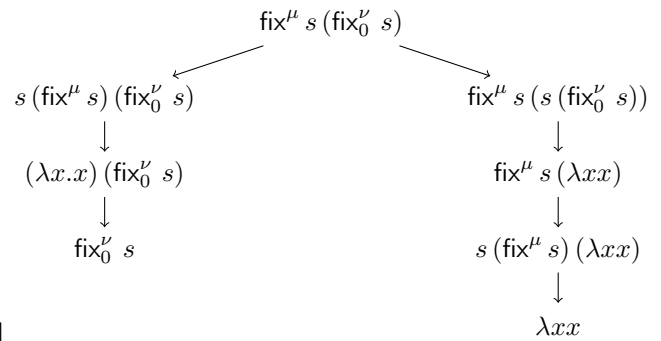 fix^μ s (fix_0^ν s)
s (fix^μ s) (fix_0^ν s) fix^μ s (s (fix_0^ν s))
(λx.x) (fix_0^ν s) fix^μ s (λxx)
fix_0^ν s s (fix^μ s) (λxx)
λxx